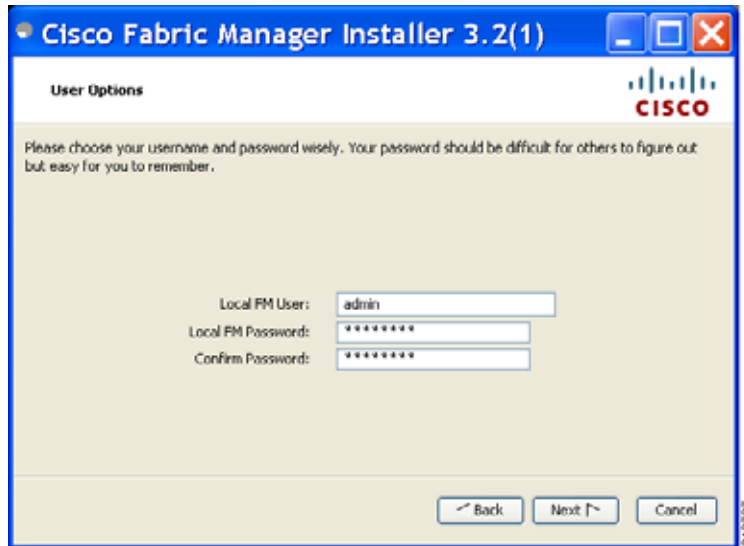 Cisco Fabric Manager Installer 3.2(1)
User Options
CISCO
Please choose your username and password wisely. Your password should be difficult for others to figure out
but easy for you to remember.
Local FM User: admin
Local FM Password: ********
Confirm Password: ********
Back Next Cancel